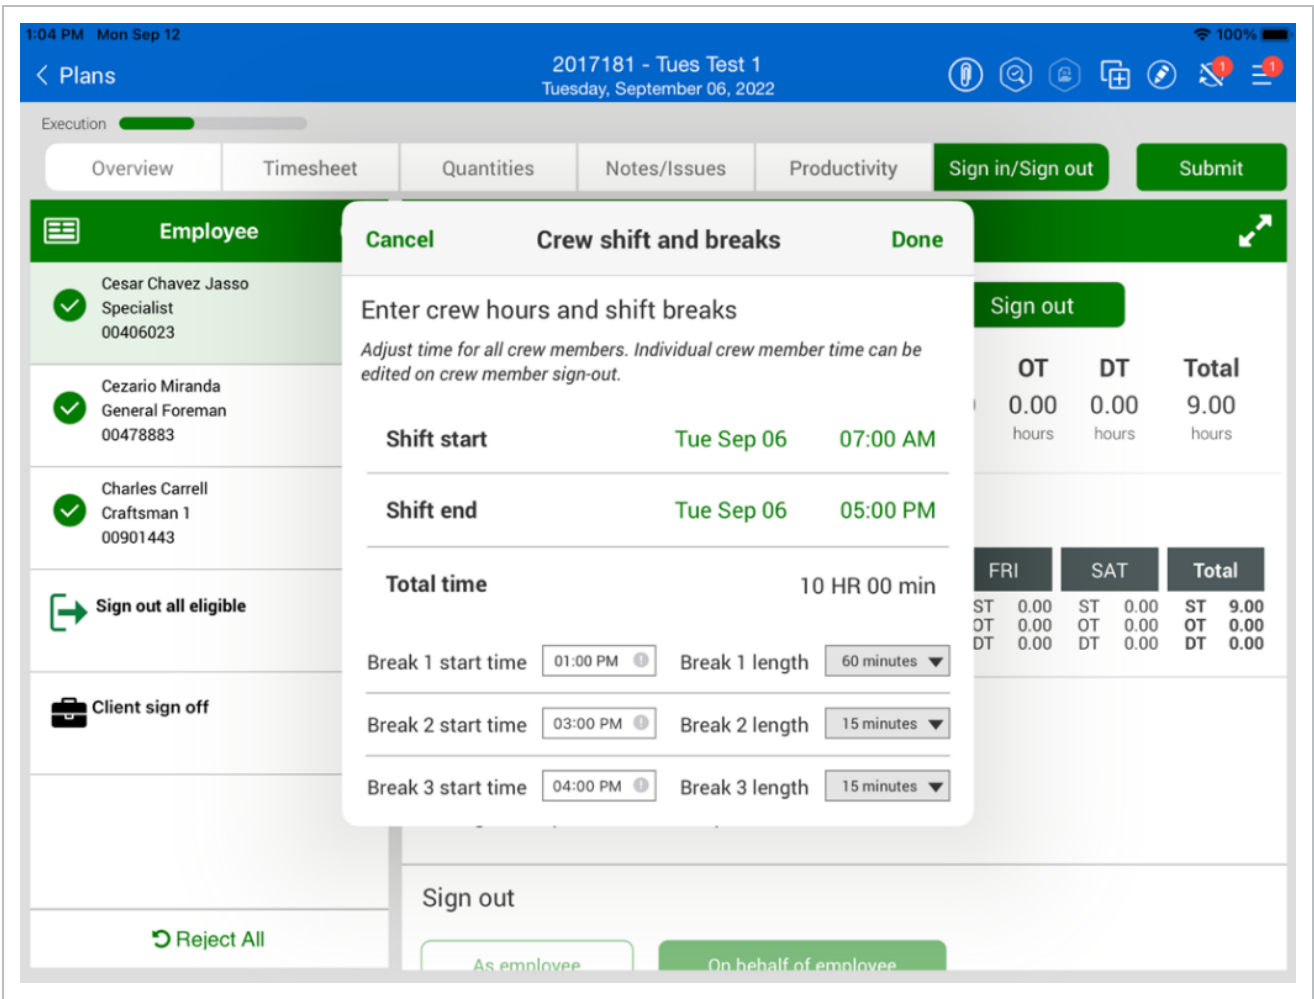 1:04 PM Mon Sep 12
100%
Plans
2017181 - Tues Test 1
Tuesday, September 06, 2022
1
1
Execution
Overview
Timesheet
Quantities
Notes/Issues
Productivity
Sign in/Sign out
Submit
Employee
Cesar Chavez Jasso
Specialist
00406023
Cezario Miranda
General Foreman
00478883
Charles Carrell
Craftsman 1
00901443
Sign out all eligible
Client sign off
Reject All
Cancel
Crew shift and breaks
Done
Enter crew hours and shift breaks
Adjust time for all crew members. Individual crew member time can be
edited on crew member sign-out.
Shift start Tue Sep 06 07:00 AM
Shift end Tue Sep 06 05:00 PM
Total time 10 HR 00 min
Break 1 start time 01:00 PM Break 1 length 60 minutes
Break 2 start time 03:00 PM Break 2 length 15 minutes
Break 3 start time 04:00 PM Break 3 length 15 minutes
Sign out
OT DT Total
0.00 0.00 9.00
hours hours hours
FRI SAT Total
ST 0.00 ST 0.00 ST 9.00
OT 0.00 OT 0.00 OT 0.00
DT 0.00 DT 0.00 DT 0.00
Sign out
As employee
On behalf of employee